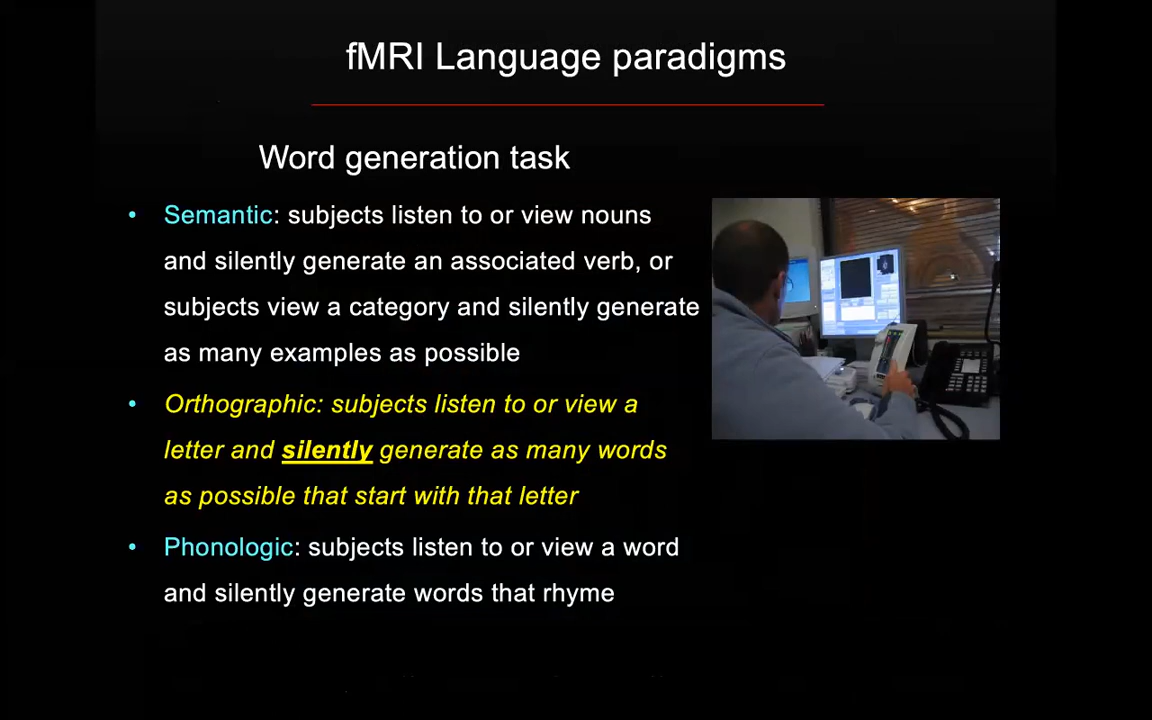 fMRI Language paradigms
Word generation task
• Semantic: subjects listen to or view nouns
and silently generate an associated verb, or
subjects view a category and silently generate
as many examples as possible
• Orthographic: subjects listen to or view a
letter and silently generate as many words
as possible that start with that letter
• Phonologic: subjects listen to or view a word
and silently generate words that rhyme